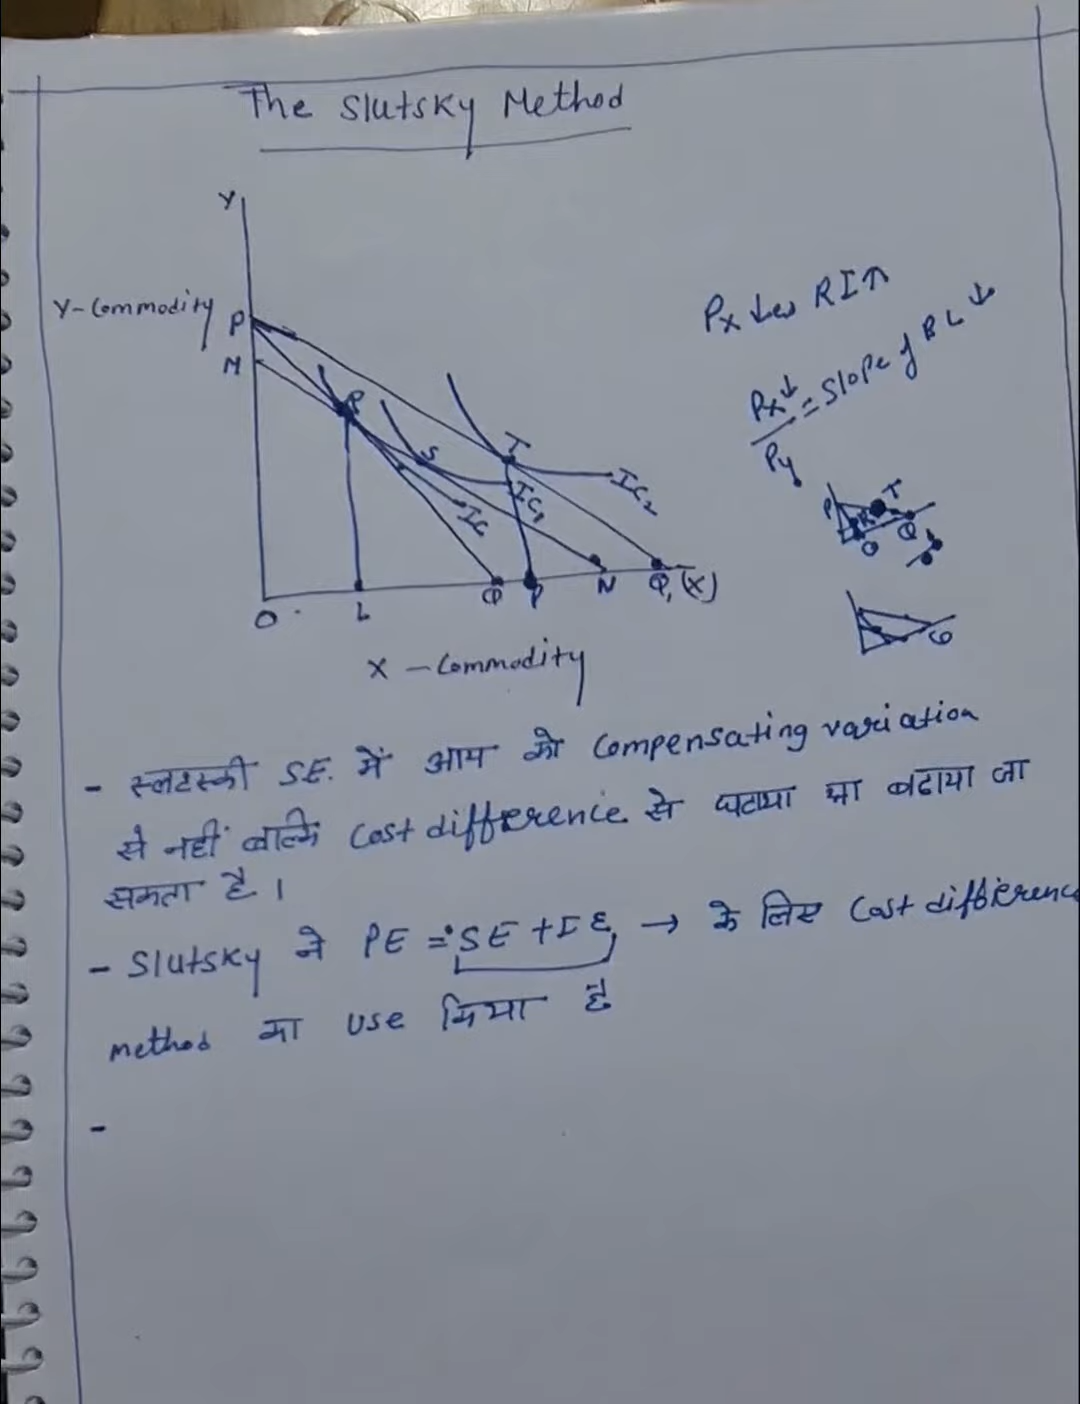 The Slutsky Method
Y
Y-Commodity
P
M
R
S
T
IC
IC1
IC2
O
L
Q
P
N
Q1 (X)
X - Commodity
Px ↓es RI↑
Px↓ = Slope of BL ↓
Py
P
R
T
Q
Q
Q
- स्लटस्की S.E. में आय को Compensating variation
से नहीं बल्कि Cost difference से घटाया या बढाया जा
सकता है ।
- Slutsky ने PE = SE + IE → के लिए Cost difference
method का use किया है
-